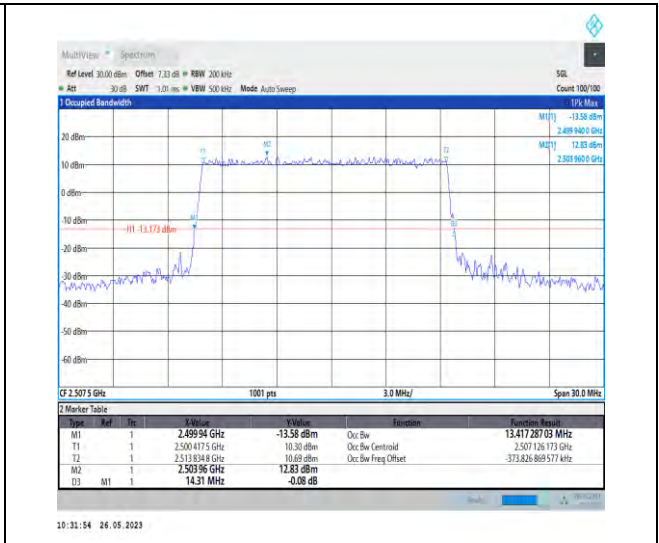 MultiView Spectrum
Ref Level 30.00 dBm Offset 7.33 dB RBW 200 kHz SGL
Att 30 dB SWT 1.01 ms VBW 500 kHz Mode Auto Sweep Count 100/100
1 Occupied Bandwidth 1Pk Max
M1[1] -13.58 dBm
2.499 940 0 GHz
M2[1] 12.83 dBm
2.503 960 0 GHz
20 dBm
T1 M2 T2
10 dBm
0 dBm
-10 dBm
M1 D3
H1 -13.173 dBm
-20 dBm
-30 dBm
-40 dBm
-50 dBm
-60 dBm
CF 2.507 5 GHz 1001 pts 3.0 MHz/ Span 30.0 MHz
2 Marker Table
Type Ref Trc X-Value Y-Value Function Function Result
M1 1 2.499 94 GHz -13.58 dBm Occ Bw 13.417 287 03 MHz
T1 1 2.500 417 5 GHz 10.30 dBm Occ Bw Centroid 2.507 126 173 GHz
T2 1 2.513 834 8 GHz 10.69 dBm Occ Bw Freq Offset -373.826 869 577 kHz
M2 1 2.503 96 GHz 12.83 dBm
D3 M1 1 14.31 MHz -0.08 dB
10:31:54 26.05.2023